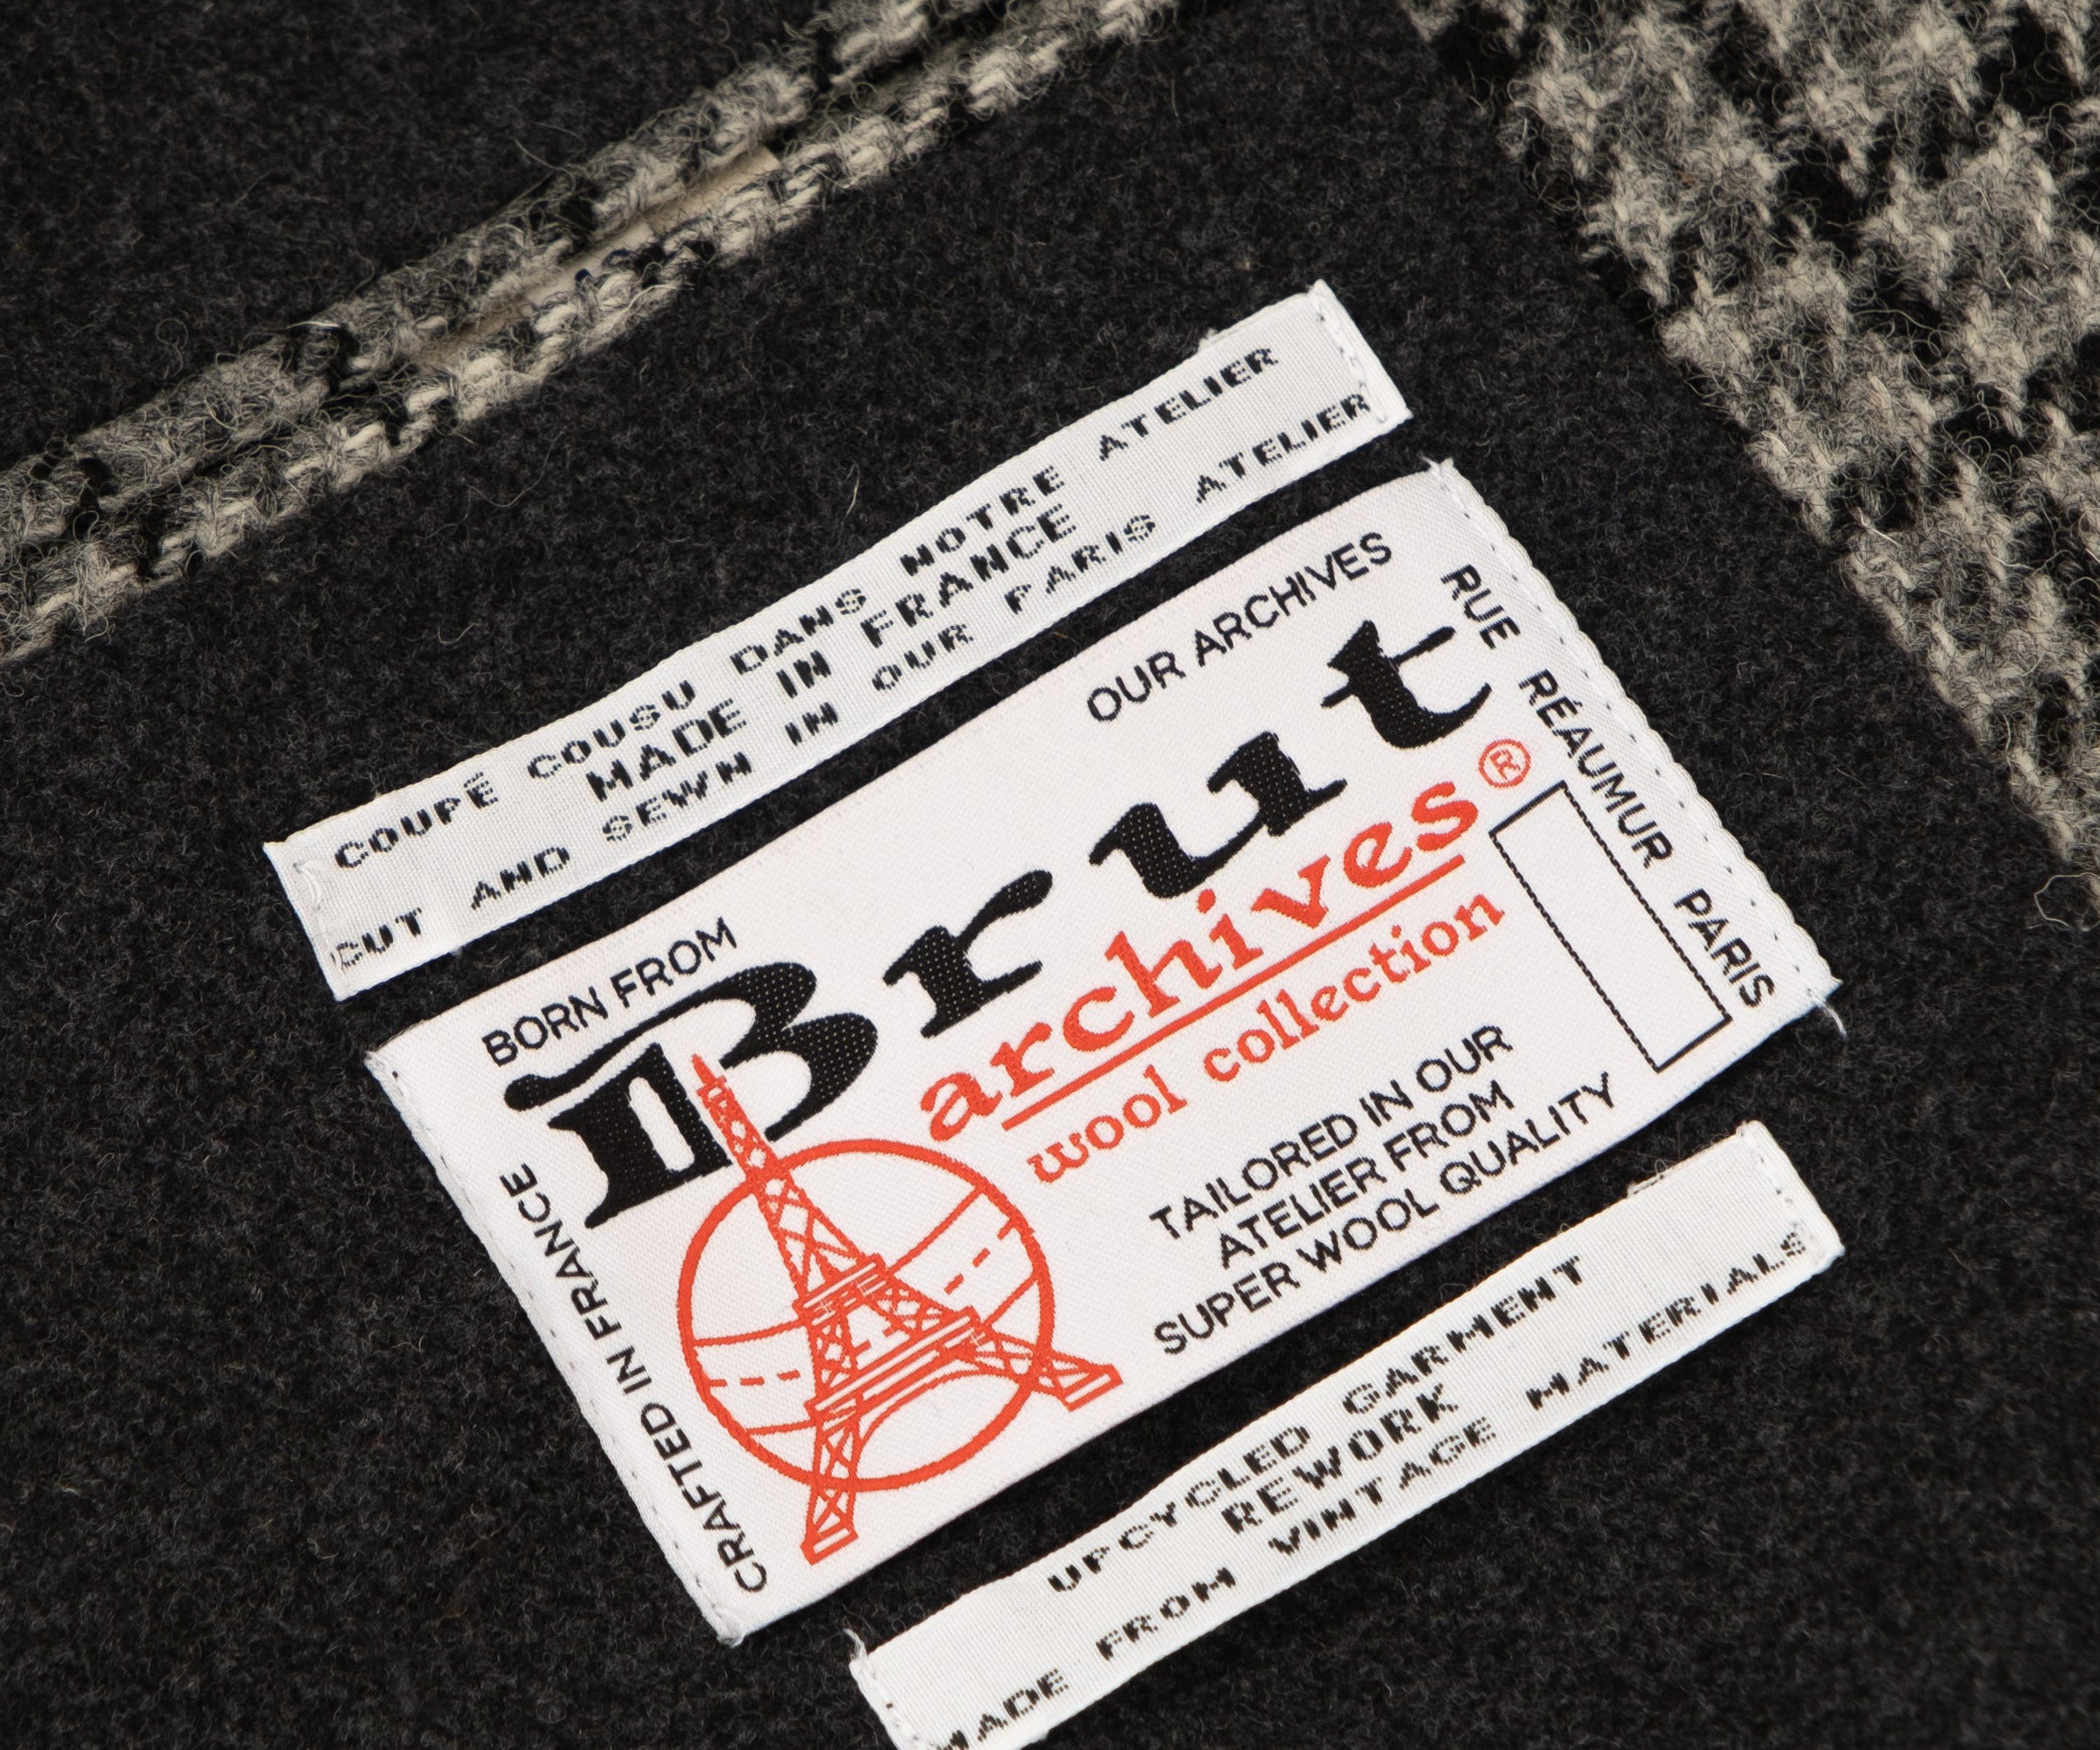 COUPÉ COUSU DANS NOTRE ATELIER
MADE IN FRANCE
CUT AND SEWN IN OUR PARIS ATELIER
BORN FROM OUR ARCHIVES
Brut
archives®
wool collection
TAILORED IN OUR
ATELIER FROM
SUPER WOOL QUALITY
CRAFTED IN FRANCE
RUE RÉAUMUR PARIS
UPCYCLED GARMENT
REWORK
MADE FROM VINTAGE MATERIALS